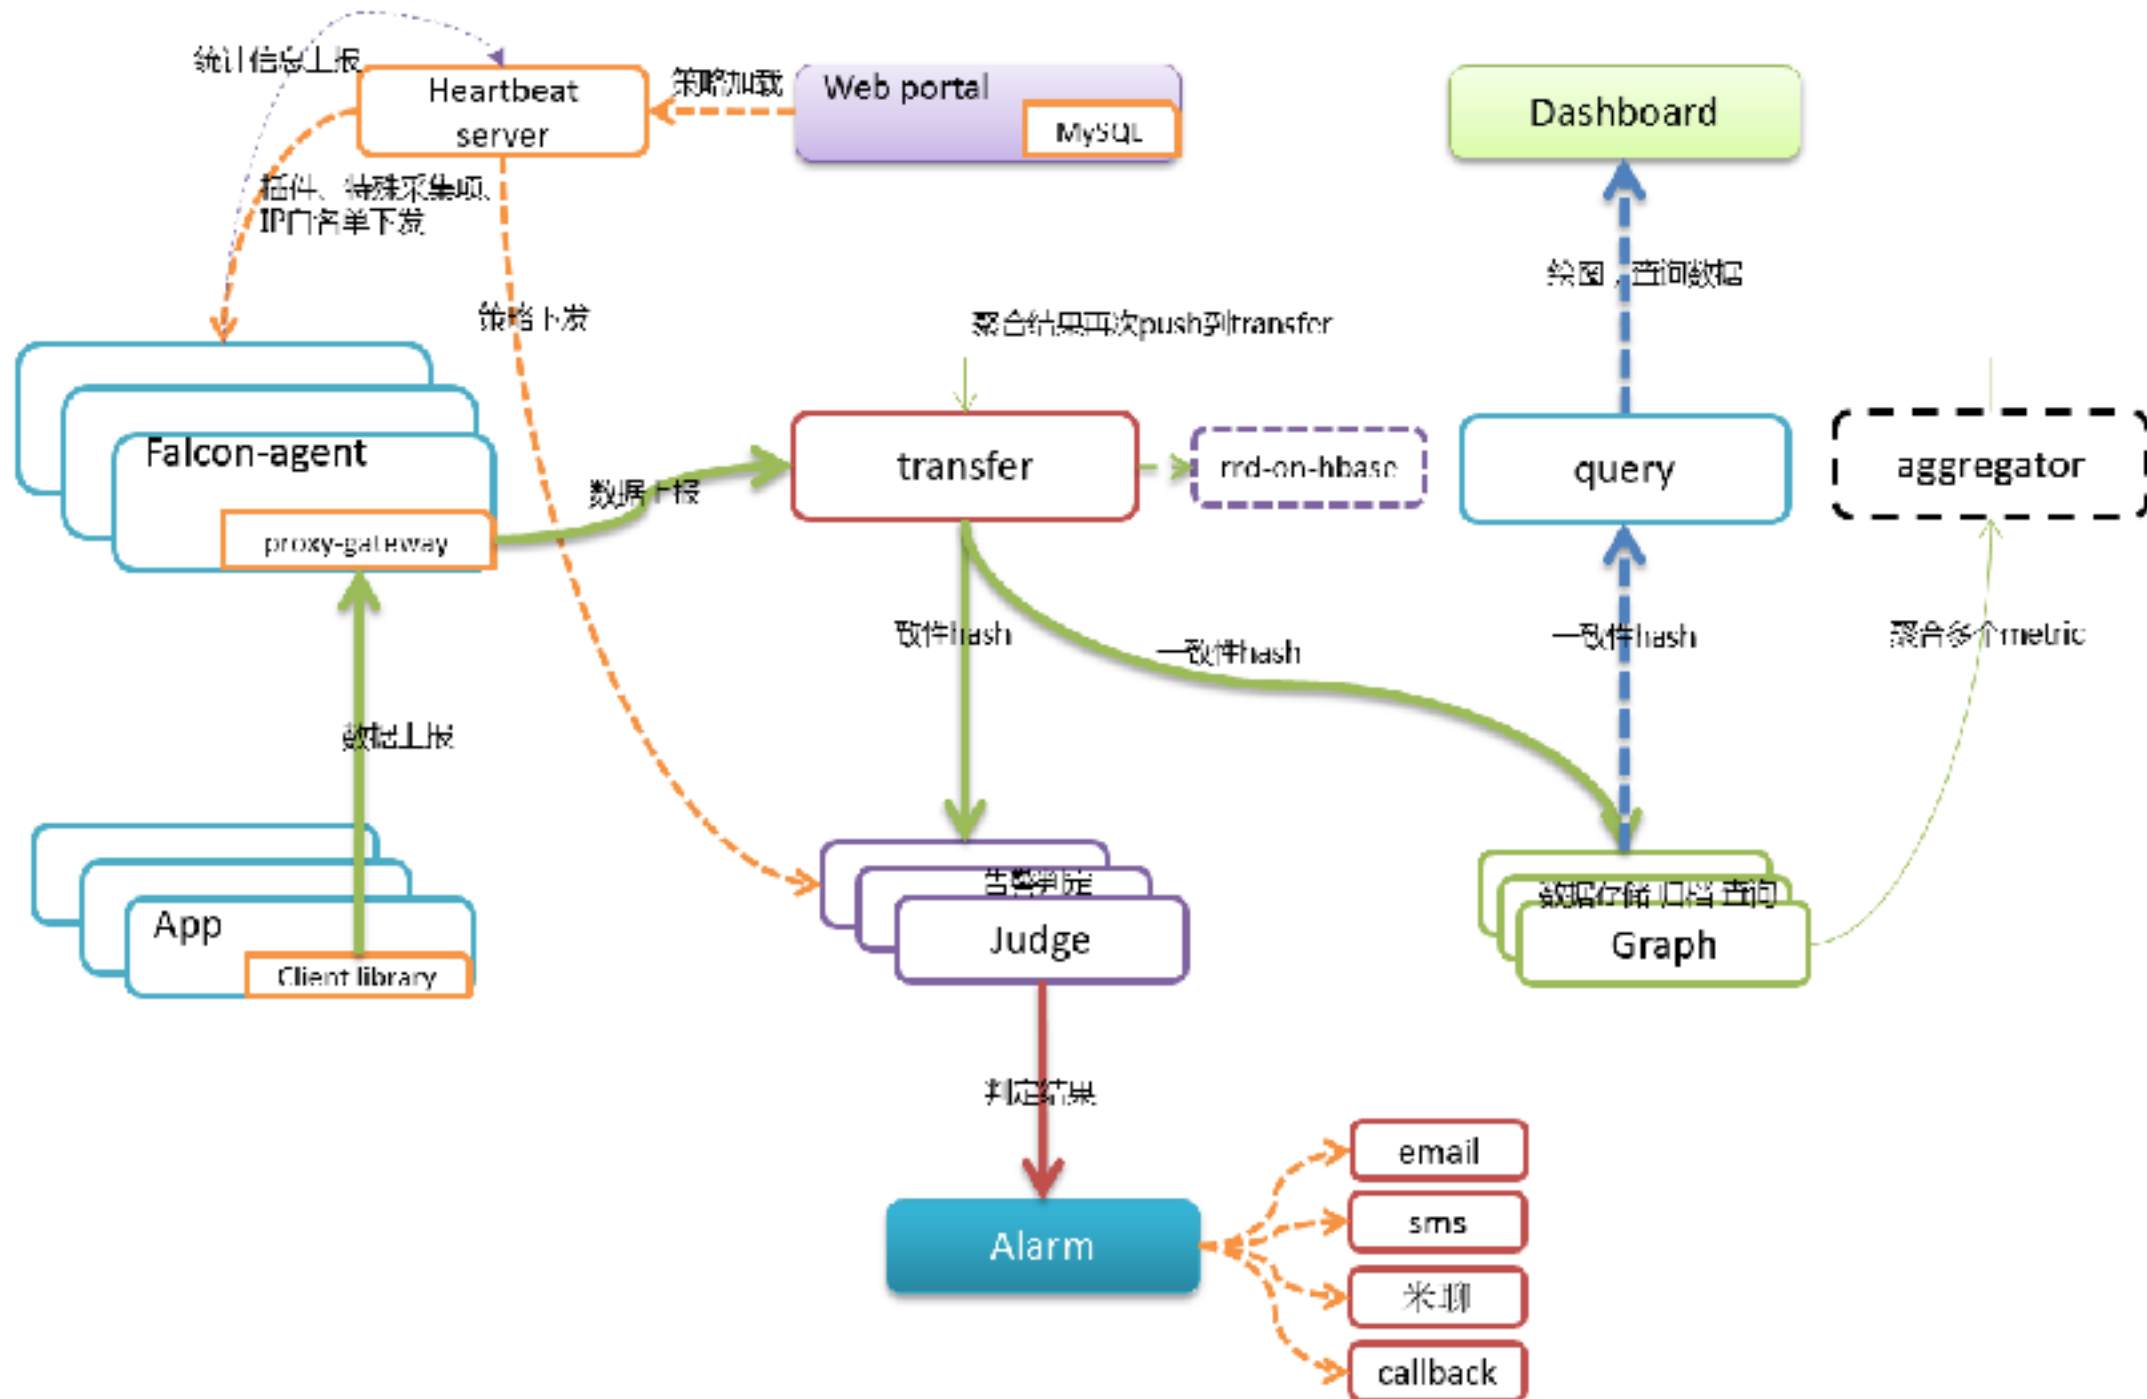 统计信息上报
Heartbeat
server
策略加载
Web portal
MySQL
Dashboard
插件、特殊采集项、
IP白名单下发
策略下发
绘图，查询数据
聚合结果再次push到transfer
Falcon-agent
proxy-gateway
数据上报
transfer
rrd-on-hbase
query
aggregator
致性hash
一致性hash
一致性hash
聚合多个metric
数据上报
App
Client library
告警判定
Judge
数据存储 归档 查询
Graph
判定结果
Alarm
email
sms
米聊
callback